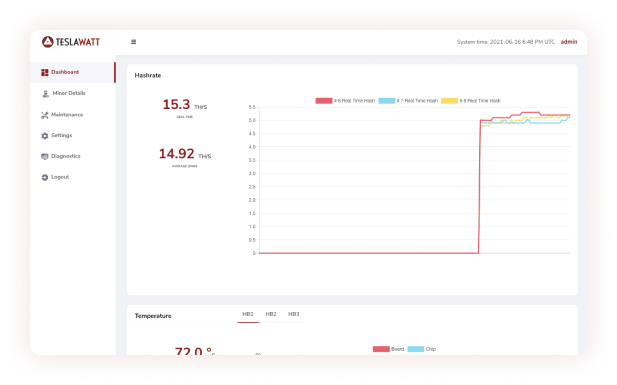 TESLAWATT
System time: 2021-06-16 6:48 PM UTC admin
Dashboard
Miner Details
Maintenance
Settings
Diagnostics
Logout
Hashrate
15.3 TH/S
REAL TIME
14.92 TH/S
# 6 Real Time Hash # 7 Real Time Hash # 8 Real Time Hash
5.5
5.0
4.5
4.0
3.5
3.0
2.5
2.0
1.5
1.0
0.5
0
Temperature
HB1 HB2 HB3
72.0 °
Board Chip